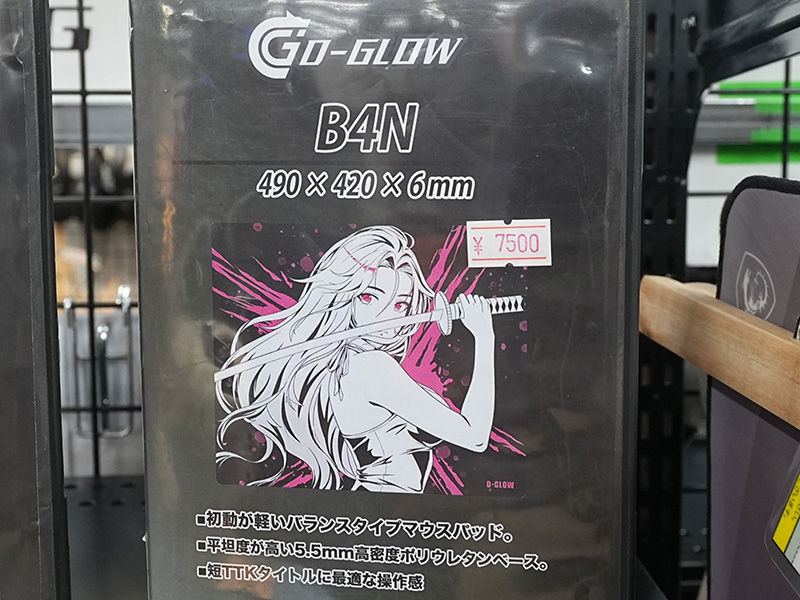 GO-GLOW
B4N
490×420×6mm
¥ 7500
G-GLOW
■初動が軽いバランスタイプマウスパッド。
■平坦度が高い5.5mm高密度ポリウレタンベース。
■短TTKタイトルに最適な操作感